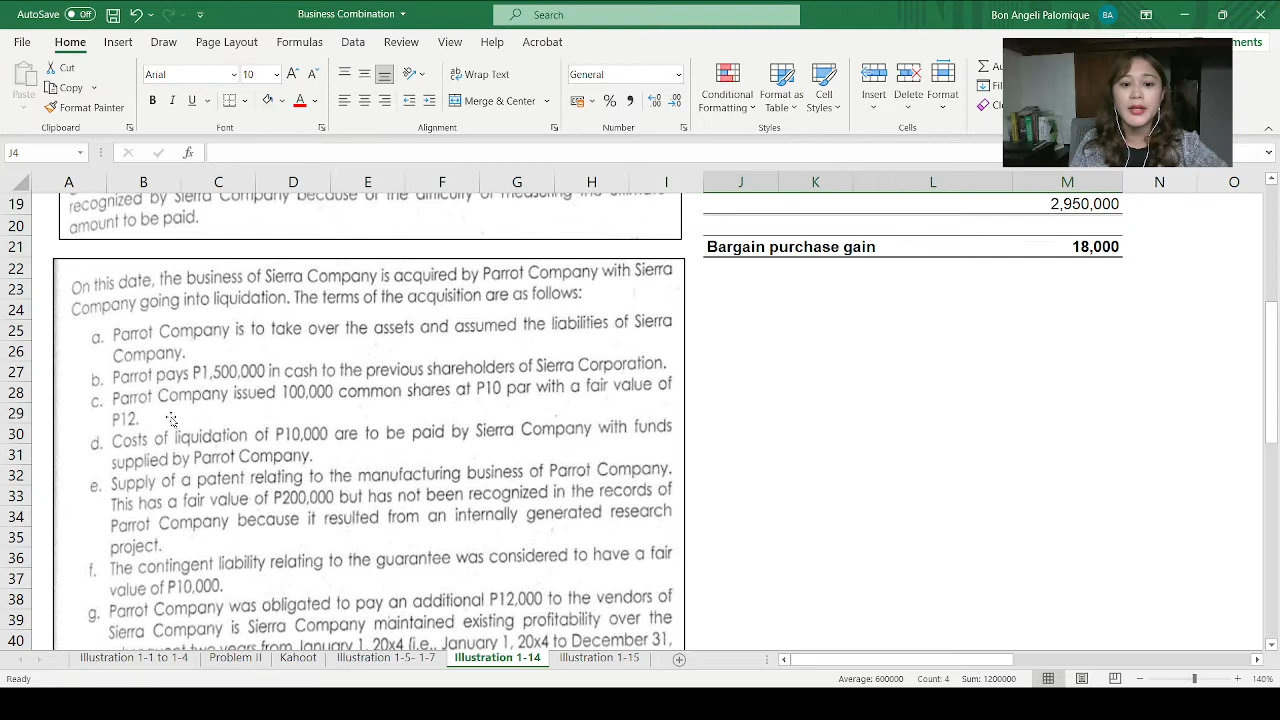 AutoSave Off
Business Combination
Search
Bon Angeli Palomique BA
File Home Insert Draw Page Layout Formulas Data Review View Help Acrobat
Paste
Cut
Copy
Format Painter
Clipboard
Arial 10
B I U
Font
Wrap Text
Merge & Center
Alignment
General
Number
Conditional Formatting
Format as Table
Cell Styles
Styles
Insert Delete Format
Cells
J4
fx
A B C D E F G H I J K L M N O
19 recognized by Sierra Company because of the difficulty of measuring the ultimate 2,950,000
20 amount to be paid.
21 Bargain purchase gain 18,000
22 On this date, the business of Sierra Company is acquired by Parrot Company with Sierra
23 Company going into liquidation. The terms of the acquisition are as follows:
24
25 a. Parrot Company is to take over the assets and assumed the liabilities of Sierra
26 Company.
27 b. Parrot pays P1,500,000 in cash to the previous shareholders of Sierra Corporation.
28 c. Parrot Company issued 100,000 common shares at P10 par with a fair value of
29 P12.
30 d. Costs of liquidation of P10,000 are to be paid by Sierra Company with funds
31 supplied by Parrot Company.
32 e. Supply of a patent relating to the manufacturing business of Parrot Company.
33 This has a fair value of P200,000 but has not been recognized in the records of
34 Parrot Company because it resulted from an internally generated research
35 project.
36 f. The contingent liability relating to the guarantee was considered to have a fair
37 value of P10,000.
38 g. Parrot Company was obligated to pay an additional P12,000 to the vendors of
39 Sierra Company is Sierra Company maintained existing profitability over the
40 subsequent two years from January 1, 20x4 (i.e., January 1, 20x4 to December 31,
Illustration 1-1 to 1-4 Problem II Kahoot Illustration 1-5- 1-7 Illustration 1-14 Illustration 1-15
Ready
Average: 600000 Count: 4 Sum: 1200000
140%